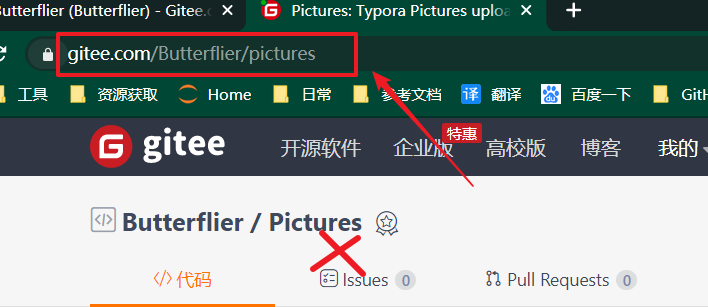 Butterflier (Butterflier) - Gitee.c
Pictures: Typora Pictures uploa
gitee.com/Butterflier/pictures
工具 资源获取 Home 日常 参考文档 译 翻译 百度一下 GitH
gitee 开源软件 企业版 特惠 高校版 博客 我的
Butterflier / Pictures
代码 Issues 0 Pull Requests 0